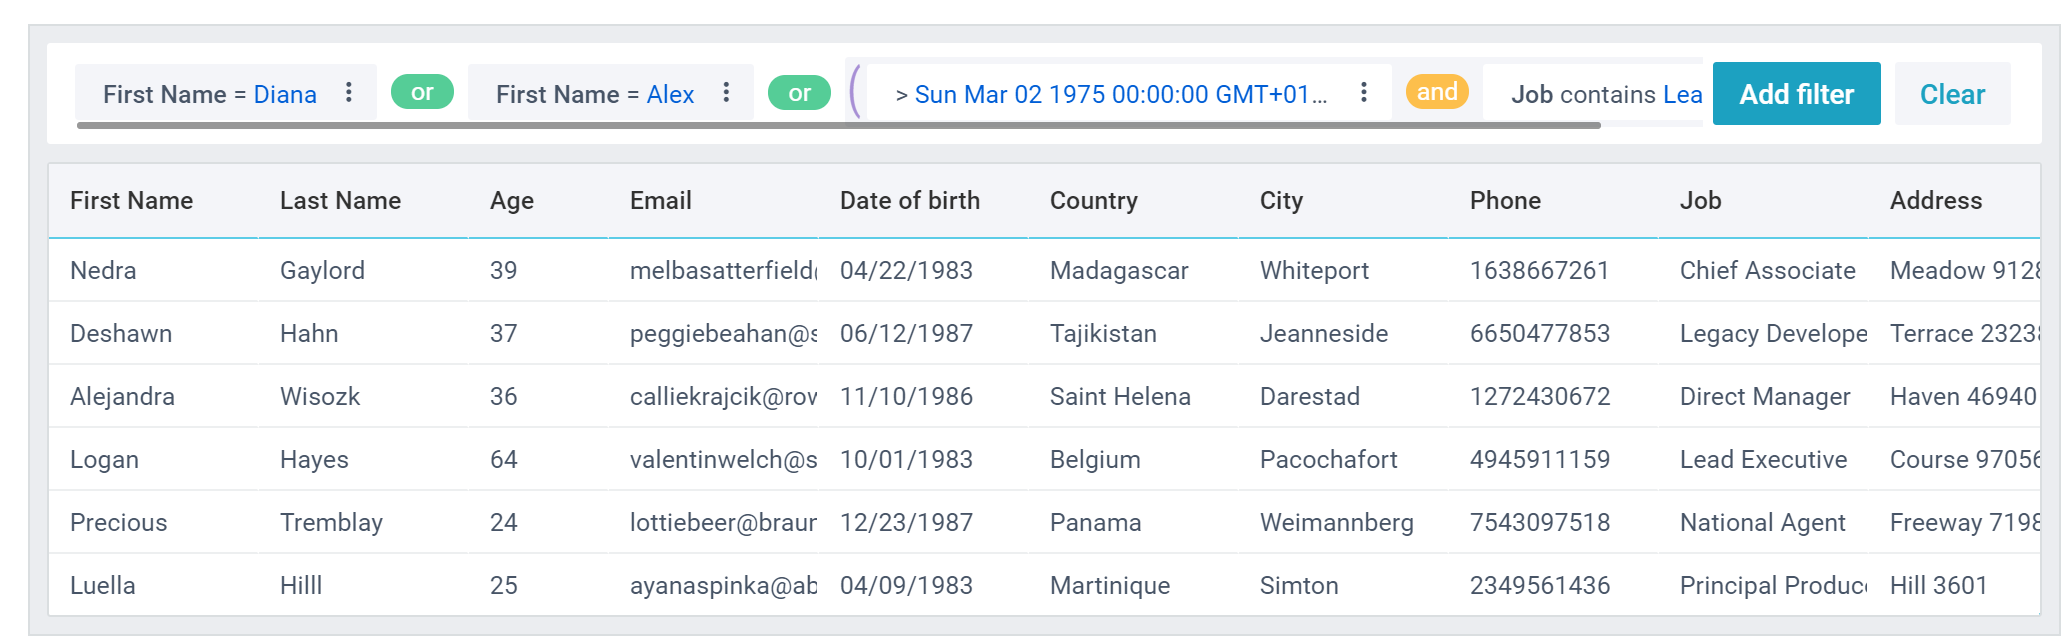 First Name = Diana or First Name = Alex or ( > Sun Mar 02 1975 00:00:00 GMT+01... and Job contains Lea Add filter Clear
First Name Last Name Age Email Date of birth Country City Phone Job Address
Nedra Gaylord 39 melbasatterfield( 04/22/1983 Madagascar Whiteport 1638667261 Chief Associate Meadow 9128
Deshawn Hahn 37 peggiebeahan@s 06/12/1987 Tajikistan Jeanneside 6650477853 Legacy Develope Terrace 2323
Alejandra Wisozk 36 calliekrajcik@rov 11/10/1986 Saint Helena Darestad 1272430672 Direct Manager Haven 46940
Logan Hayes 64 valentinwelch@s 10/01/1983 Belgium Pacochafort 4945911159 Lead Executive Course 97056
Precious Tremblay 24 lottiebeer@braur 12/23/1987 Panama Weimannberg 7543097518 National Agent Freeway 7198
Luella Hilll 25 ayanaspinka@ab 04/09/1983 Martinique Simton 2349561436 Principal Produc Hill 3601